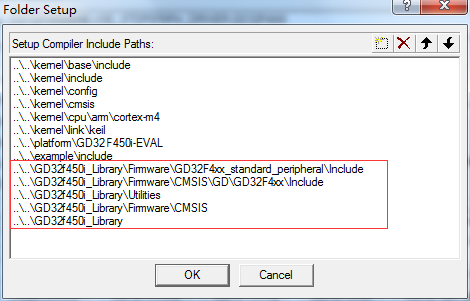 Folder Setup
Setup Compiler Include Paths:
..\..\kernel\base\include
..\..\kernel\include
..\..\kernel\config
..\..\kernel\cmsis
..\..\kernel\cpu\arm\cortex-m4
..\..\kernel\link\keil
..\..\platform\GD32F450i-EVAL
..\..\example\include
..\..\GD32f450i_Library\Firmware\GD32F4xx_standard_peripheral\Include
..\..\GD32f450i_Library\Firmware\CMSIS\GD\GD32F4xx\Include
..\..\GD32f450i_Library\Utilities
..\..\GD32f450i_Library\Firmware\CMSIS
..\..\GD32f450i_Library
OK
Cancel